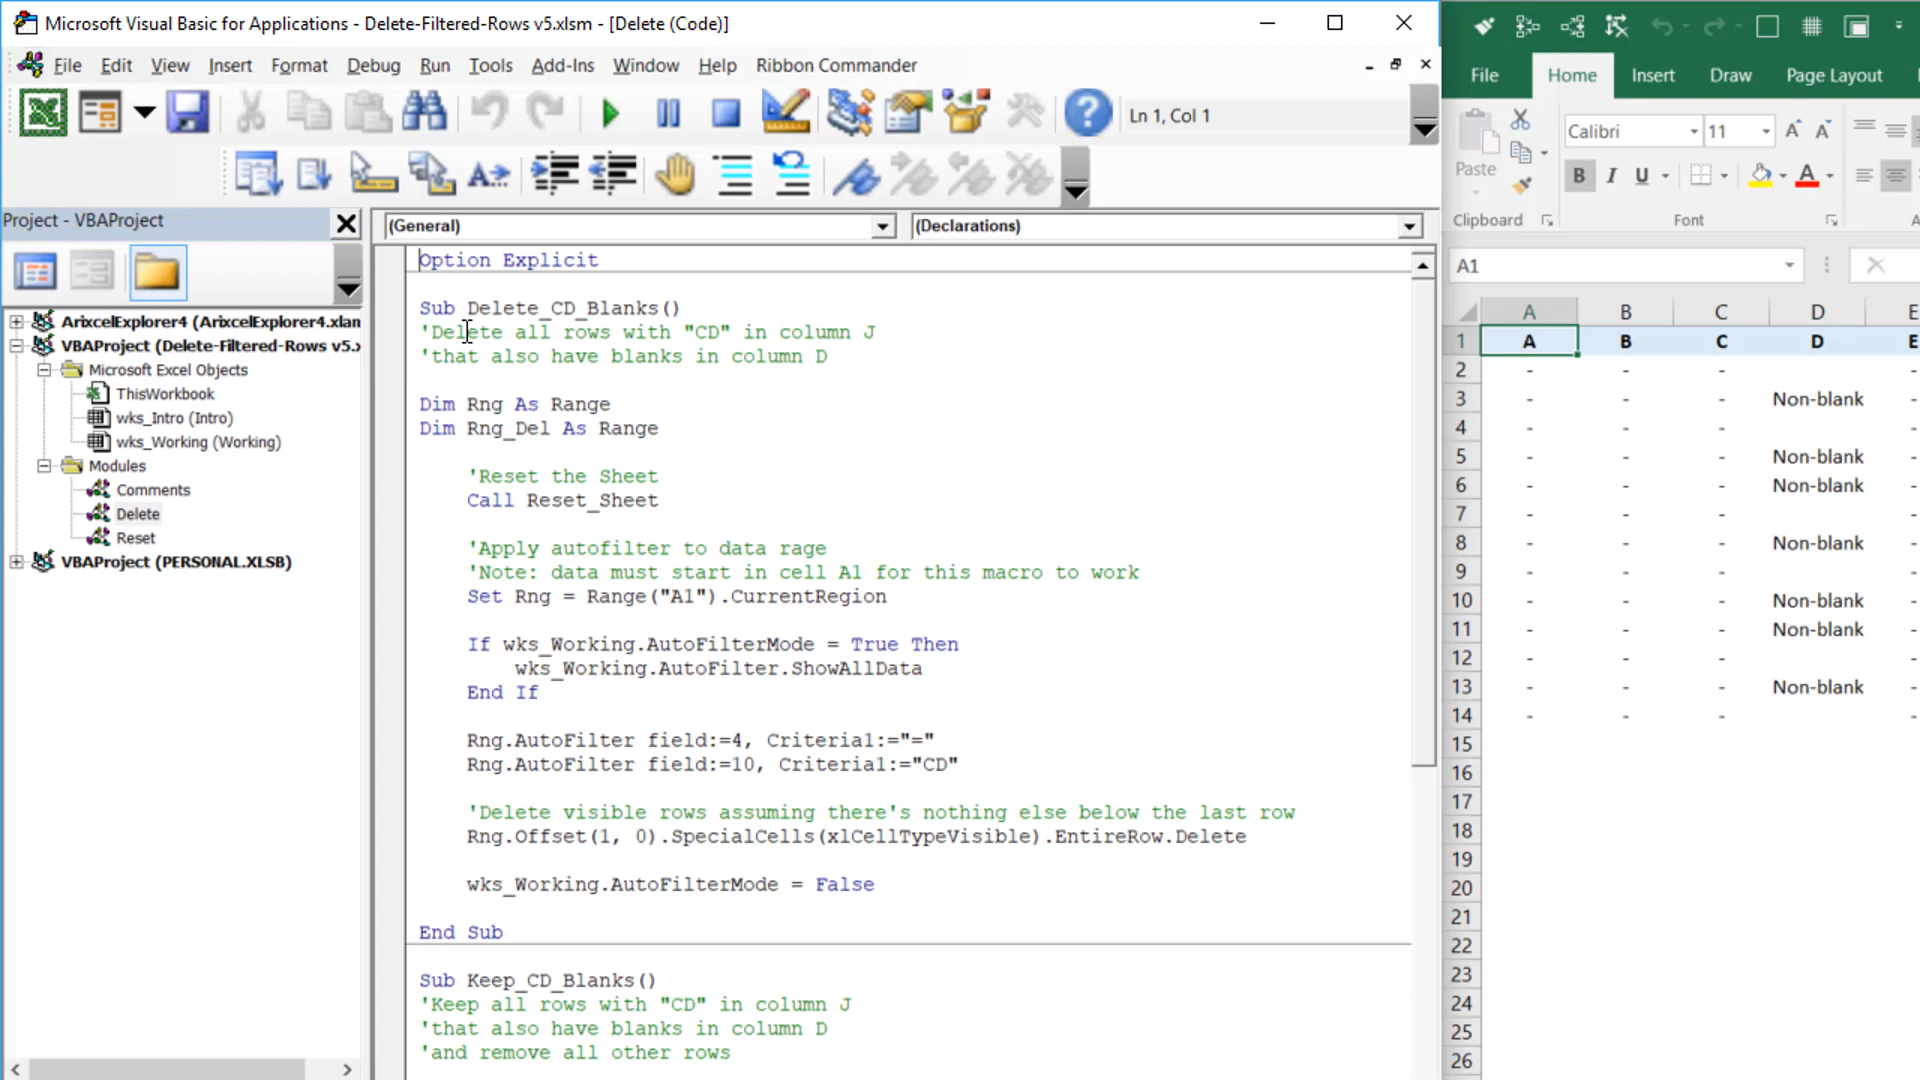 Microsoft Visual Basic for Applications - Delete-Filtered-Rows v5.xlsm - [Delete (Code)]
File Edit View Insert Format Debug Run Tools Add-Ins Window Help Ribbon Commander
Ln 1, Col 1
Project - VBAProject
ArixcelExplorer4 (ArixcelExplorer4.xlam
VBAProject (Delete-Filtered-Rows v5.x
Microsoft Excel Objects
ThisWorkbook
wks_Intro (Intro)
wks_Working (Working)
Modules
Comments
Delete
Reset
VBAProject (PERSONAL.XLSB)
(General) (Declarations)
Option Explicit
Sub Delete_CD_Blanks()
'Delete all rows with "CD" in column J
'that also have blanks in column D
Dim Rng As Range
Dim Rng_Del As Range
'Reset the Sheet
Call Reset_Sheet
'Apply autofilter to data rage
'Note: data must start in cell A1 for this macro to work
Set Rng = Range("A1").CurrentRegion
If wks_Working.AutoFilterMode = True Then
wks_Working.AutoFilter.ShowAllData
End If
Rng.AutoFilter field:=4, Criteria1:="="
Rng.AutoFilter field:=10, Criteria1:="CD"
'Delete visible rows assuming there's nothing else below the last row
Rng.Offset(1, 0).SpecialCells(xlCellTypeVisible).EntireRow.Delete
wks_Working.AutoFilterMode = False
End Sub
Sub Keep_CD_Blanks()
'Keep all rows with "CD" in column J
'that also have blanks in column D
'and remove all other rows
File Home Insert Draw Page Layout
Calibri 11
Paste
B I U
Clipboard Font
A1
A B C D E
1 A B C D E
2 - - - -
3 - - - Non-blank -
4 - - - -
5 - - - Non-blank -
6 - - - Non-blank -
7 - - - -
8 - - - Non-blank -
9 - - - -
10 - - - Non-blank -
11 - - - Non-blank -
12 - - - -
13 - - - Non-blank -
14 - - - -
15
16
17
18
19
20
21
22
23
24
25
26